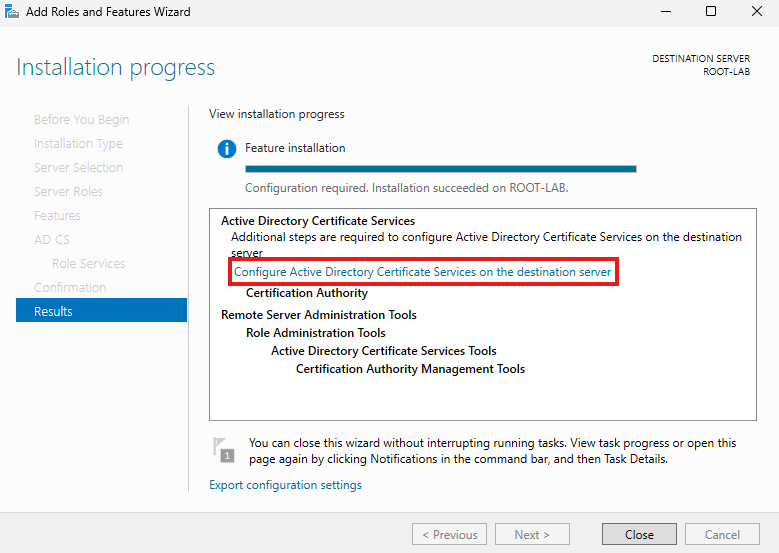 Add Roles and Features Wizard
Installation progress
DESTINATION SERVER
ROOT-LAB
Before You Begin
Installation Type
Server Selection
Server Roles
Features
AD CS
Role Services
Confirmation
Results
View installation progress
Feature installation
Configuration required. Installation succeeded on ROOT-LAB.
Active Directory Certificate Services
Additional steps are required to configure Active Directory Certificate Services on the destination
server
Configure Active Directory Certificate Services on the destination server
Certification Authority
Remote Server Administration Tools
Role Administration Tools
Active Directory Certificate Services Tools
Certification Authority Management Tools
1
You can close this wizard without interrupting running tasks. View task progress or open this
page again by clicking Notifications in the command bar, and then Task Details.
Export configuration settings
< Previous
Next >
Close
Cancel